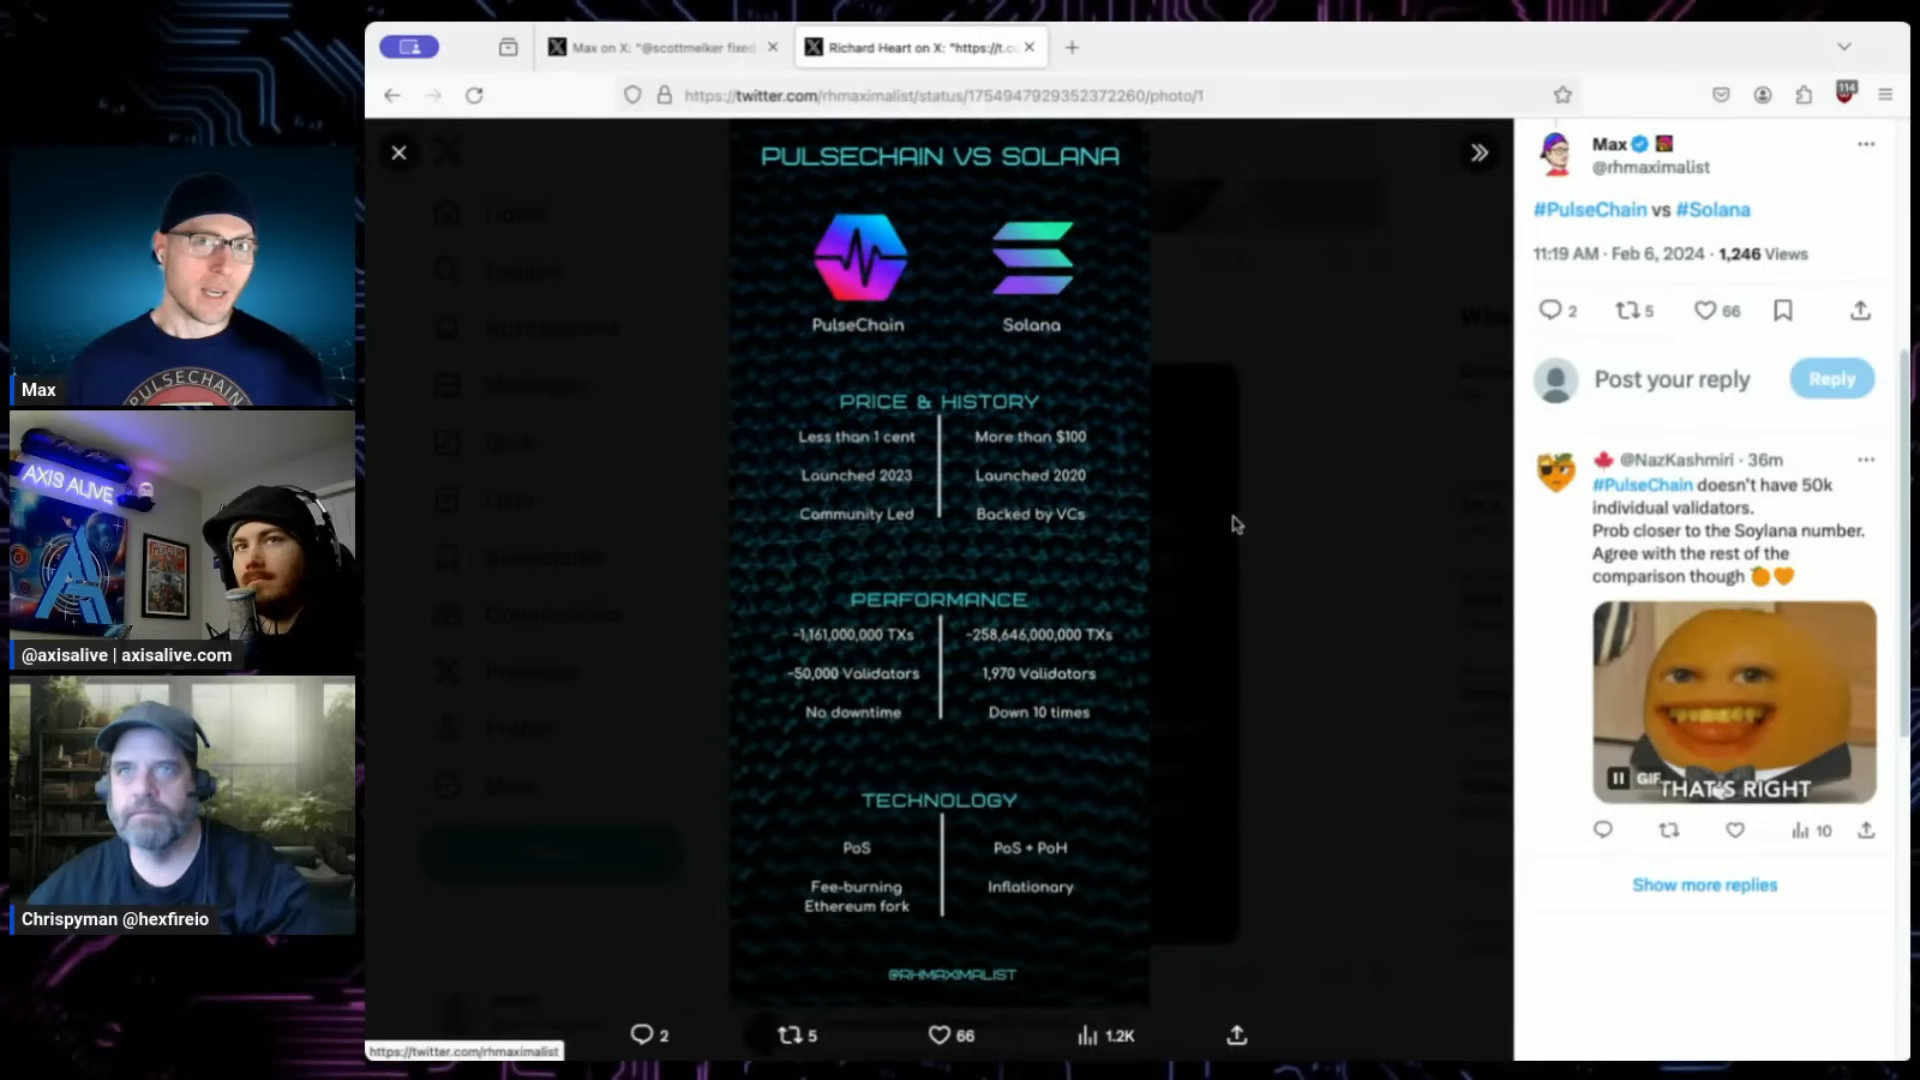 Max on X: "@scottmelker fixed
Richard Heart on X: "https://t.c
https://twitter.com/rhmaximalist/status/1754947929352372260/photo/1
114
PULSECHAIN VS SOLANA
PulseChain
Solana
PRICE & HISTORY
Less than 1 cent
More than $100
Launched 2023
Launched 2020
Community Led
Backed by VCs
PERFORMANCE
~1,161,000,000 TXs
~258,646,000,000 TXs
~50,000 Validators
1,970 Validators
No downtime
Down 10 times
TECHNOLOGY
PoS
PoS + PoH
Fee-burning
Ethereum fork
Inflationary
@RHMAXIMALIST
2
5
66
1.2K
https://twitter.com/rhmaximalist
Max
@rhmaximalist
#PulseChain vs #Solana
11:19 AM · Feb 6, 2024 · 1,246 Views
2
5
66
Post your reply
Reply
@NazKashmiri · 36m
#PulseChain doesn't have 50k
individual validators.
Prob closer to the Soylana number.
Agree with the rest of the
comparison though
GIF
THAT'S RIGHT
10
Show more replies
PULSECHAIN
Max
AXIS ALIVE
@axisalive | axisalive.com
Chrispyman @hexfireio